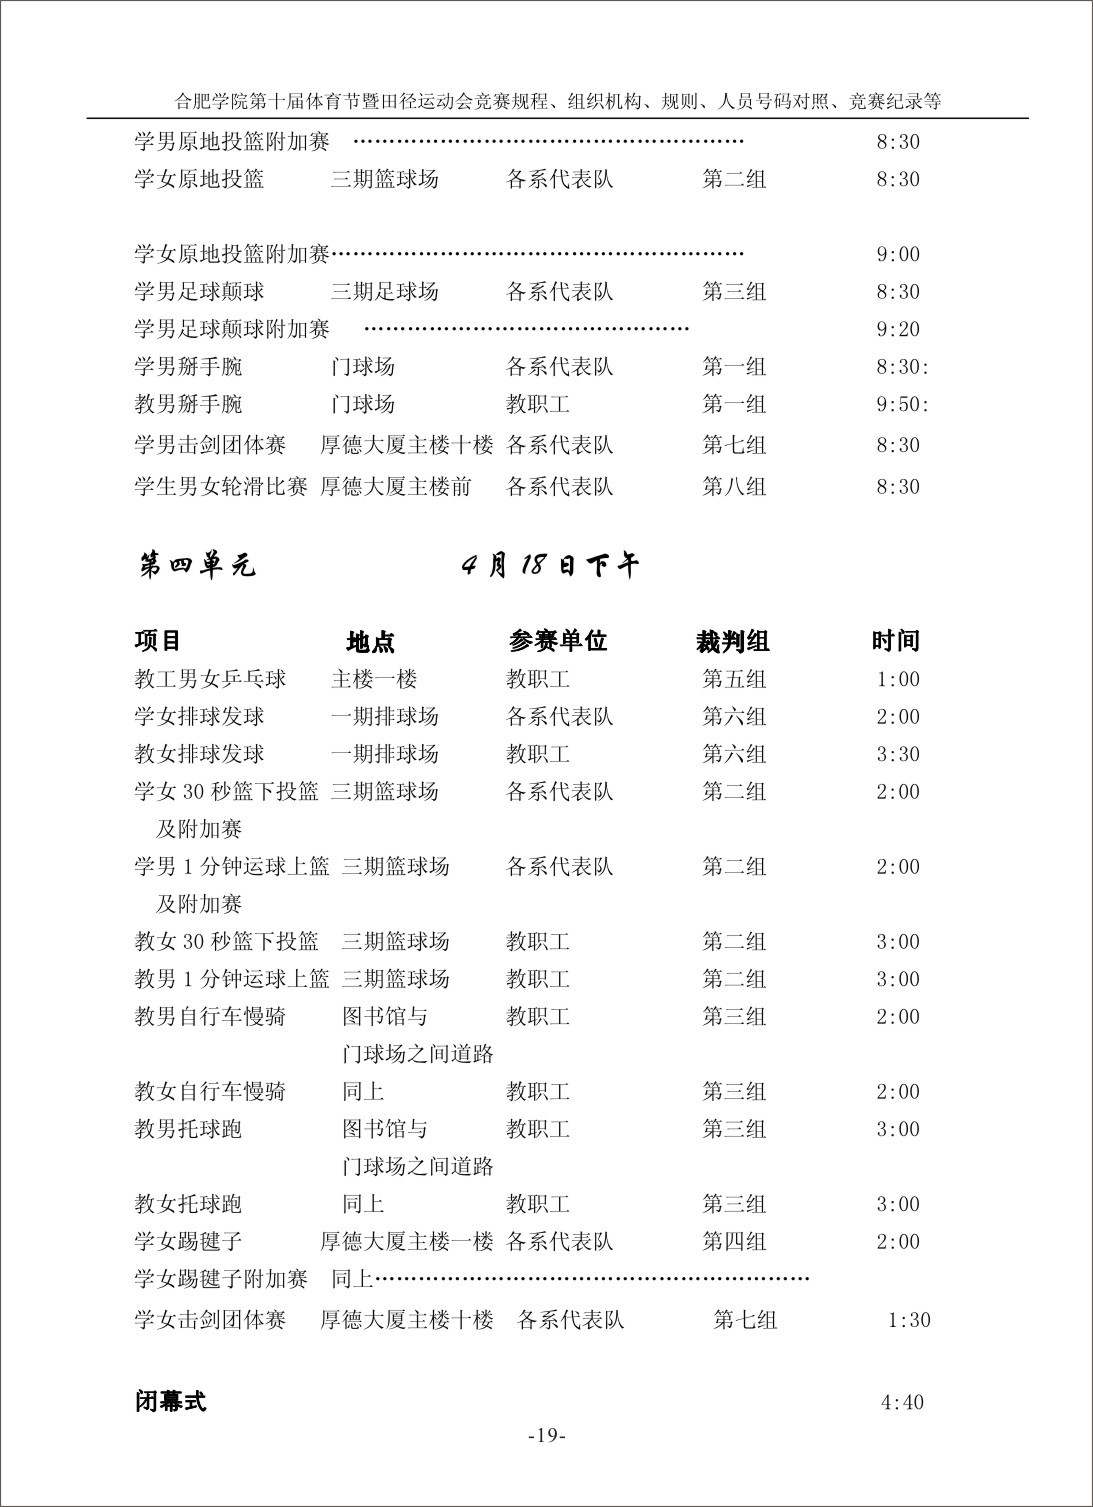 合肥学院第十届体育节暨田径运动会竞赛规程、组织机构、规则、人员号码对照、竞赛纪录等
学男原地投篮附加赛 ……………………………………………… 8:30
学女原地投篮 三期篮球场 各系代表队 第二组 8:30
学女原地投篮附加赛………………………………………………… 9:00
学男足球颠球 三期足球场 各系代表队 第三组 8:30
学男足球颠球附加赛 ……………………………………… 9:20
学男掰手腕 门球场 各系代表队 第一组 8:30:
教男掰手腕 门球场 教职工 第一组 9:50:
学男击剑团体赛 厚德大厦主楼十楼 各系代表队 第七组 8:30
学生男女轮滑比赛 厚德大厦主楼前 各系代表队 第八组 8:30
第四单元 4月18日下午
项目 地点 参赛单位 裁判组 时间
教工男女乒乓球 主楼一楼 教职工 第五组 1:00
学女排球发球 一期排球场 各系代表队 第六组 2:00
教女排球发球 一期排球场 教职工 第六组 3:30
学女30秒篮下投篮 三期篮球场 各系代表队 第二组 2:00
及附加赛
学男1分钟运球上篮 三期篮球场 各系代表队 第二组 2:00
及附加赛
教女30秒篮下投篮 三期篮球场 教职工 第二组 3:00
教男1分钟运球上篮 三期篮球场 教职工 第二组 3:00
教男自行车慢骑 图书馆与 教职工 第三组 2:00
门球场之间道路
教女自行车慢骑 同上 教职工 第三组 2:00
教男托球跑 图书馆与 教职工 第三组 3:00
门球场之间道路
教女托球跑 同上 教职工 第三组 3:00
学女踢毽子 厚德大厦主楼一楼 各系代表队 第四组 2:00
学女踢毽子附加赛 同上……………………………………………………
学女击剑团体赛 厚德大厦主楼十楼 各系代表队 第七组 1:30
闭幕式 4:40
-19-